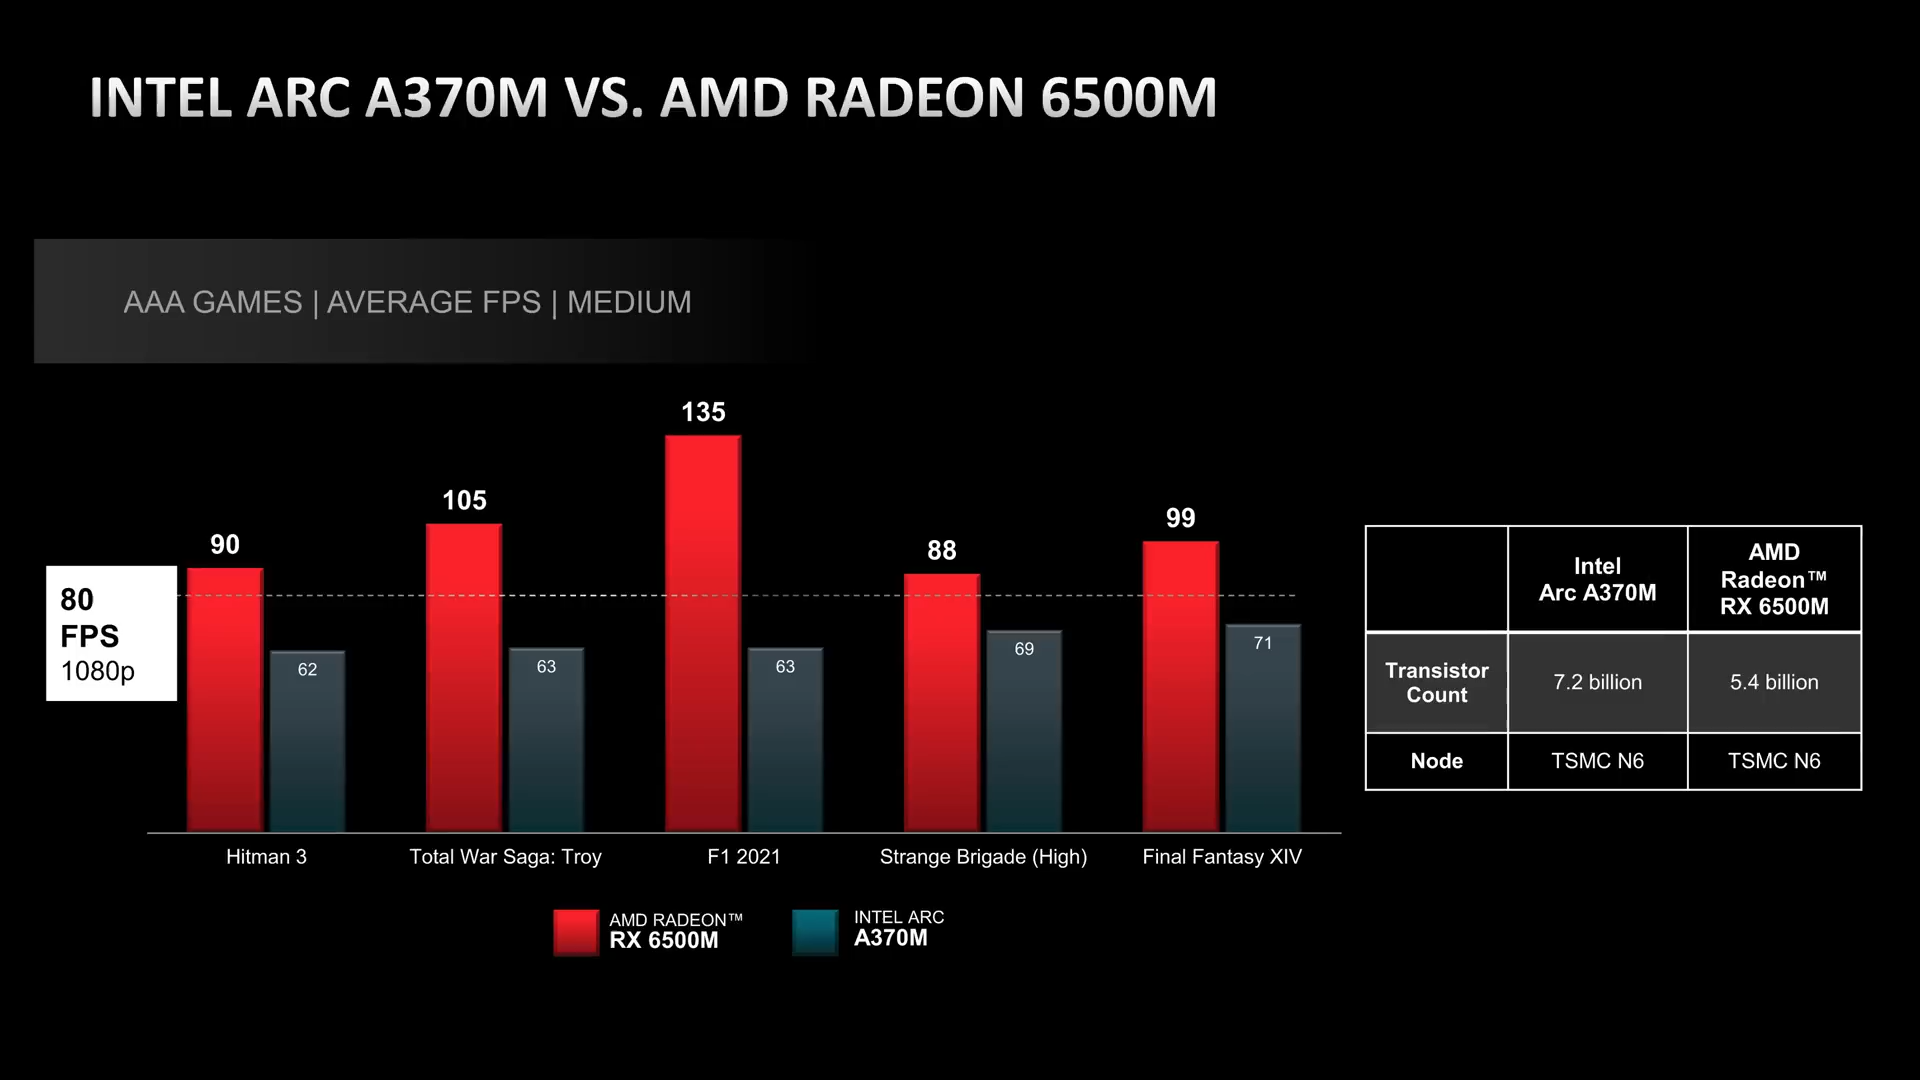 INTEL ARC A370M VS. AMD RADEON 6500M
AAA GAMES | AVERAGE FPS | MEDIUM
80
FPS
1080p
90
62
105
63
135
63
88
69
99
71
Hitman 3
Total War Saga: Troy
F1 2021
Strange Brigade (High)
Final Fantasy XIV
AMD RADEON™
RX 6500M
INTEL ARC
A370M
Intel
Arc A370M
AMD
Radeon™
RX 6500M
Transistor
Count
7.2 billion
5.4 billion
Node
TSMC N6
TSMC N6